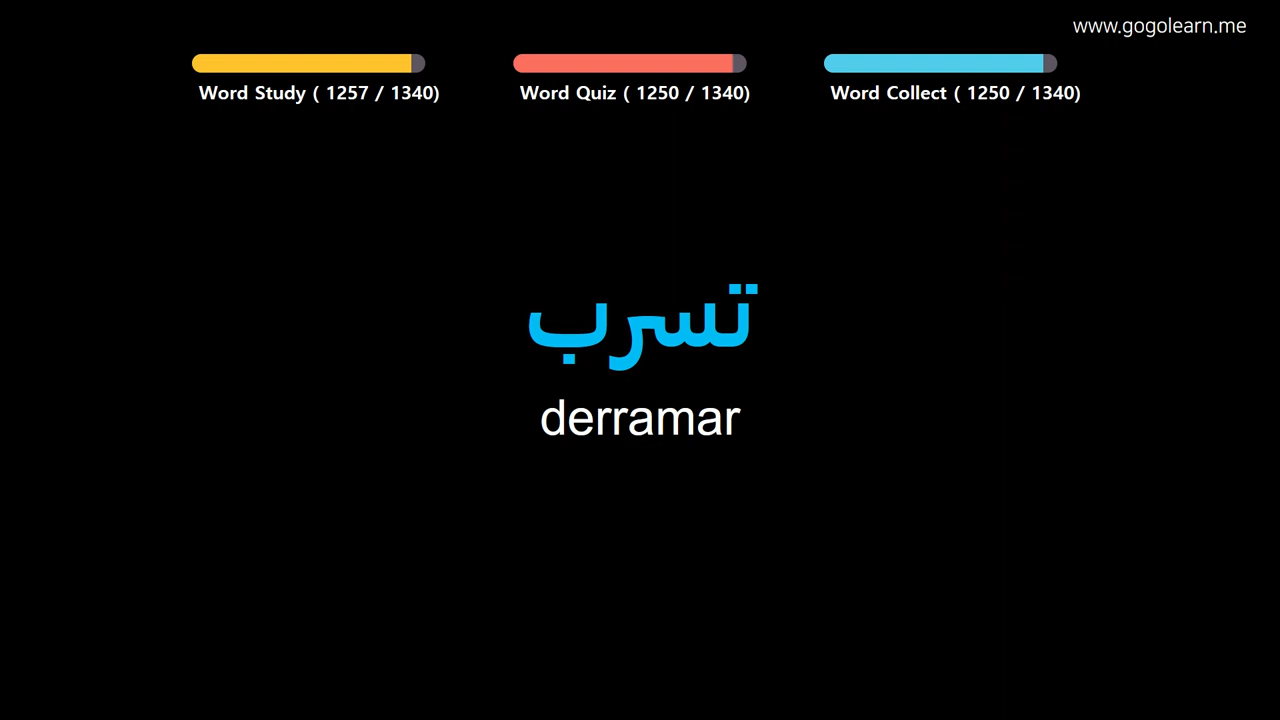 www.gogolearn.me
Word Study ( 1257 / 1340)
Word Quiz ( 1250 / 1340)
Word Collect ( 1250 / 1340)
تسرب
derramar